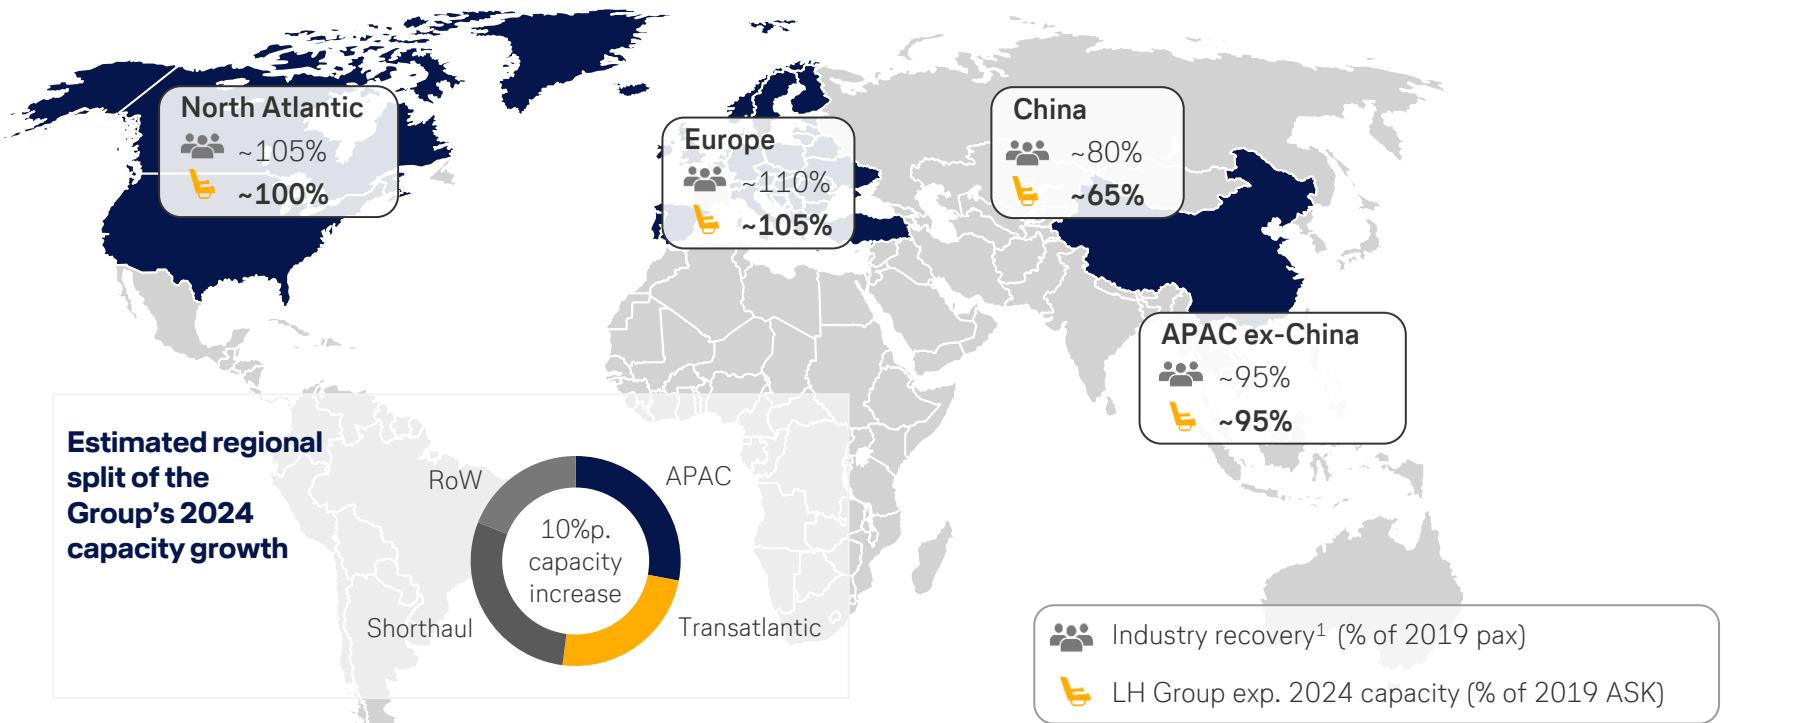 North Atlantic
~105%
~100%
Europe
~110%
~105%
China
~80%
~65%
APAC ex-China
~95%
~95%
Estimated regional
split of the
Group’s 2024
capacity growth
RoW
APAC
10%p.
capacity
increase
Shorthaul
Transatlantic
Industry recovery¹ (% of 2019 pax)
LH Group exp. 2024 capacity (% of 2019 ASK)